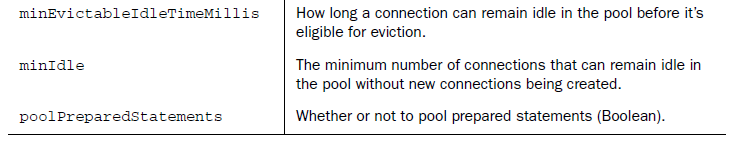 minEvictableIdleTimeMillis How long a connection can remain idle in the pool before it's
eligible for eviction.
minIdle The minimum number of connections that can remain idle in
the pool without new connections being created.
poolPreparedStatements Whether or not to pool prepared statements (Boolean).